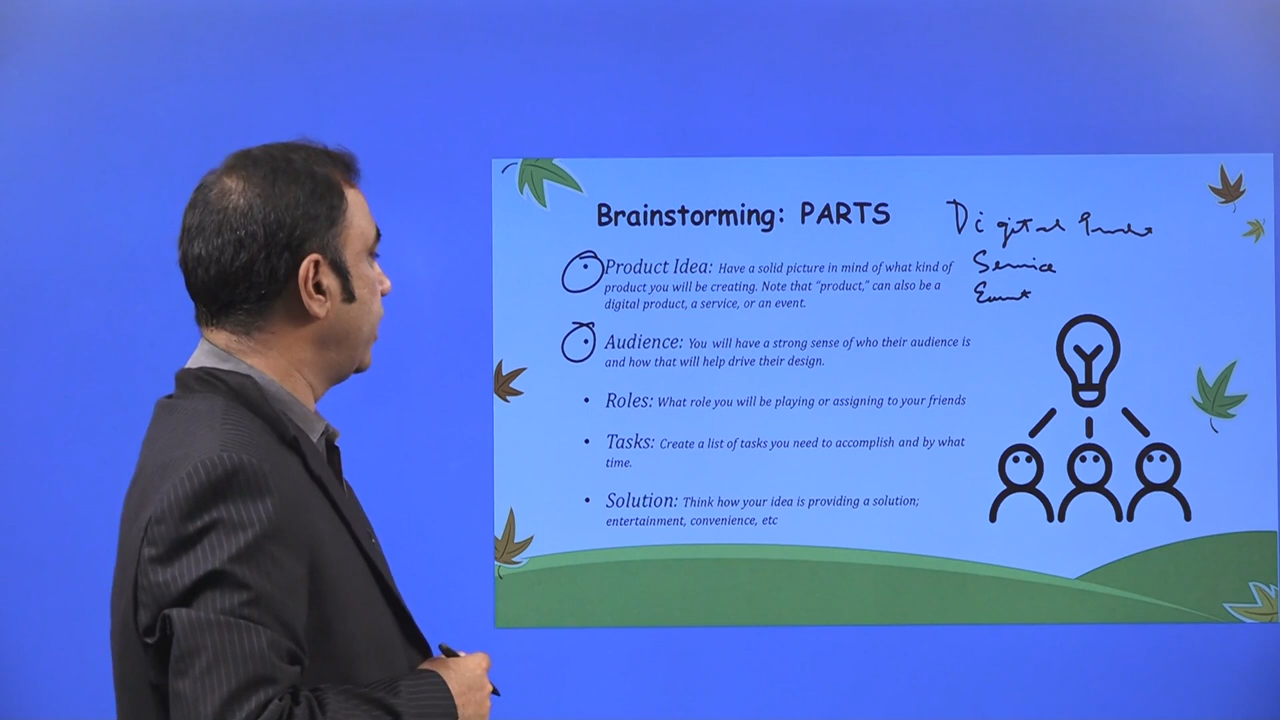 Brainstorming: PARTS
Digital
Service
Event
Product Idea: Have a solid picture in mind of what kind of
product you will be creating. Note that “product,” can also be a
digital product, a service, or an event.
Audience: You will have a strong sense of who their audience is
and how that will help drive their design.
• Roles: What role you will be playing or assigning to your friends
• Tasks: Create a list of tasks you need to accomplish and by what
time.
• Solution: Think how your idea is providing a solution;
entertainment, convenience, etc